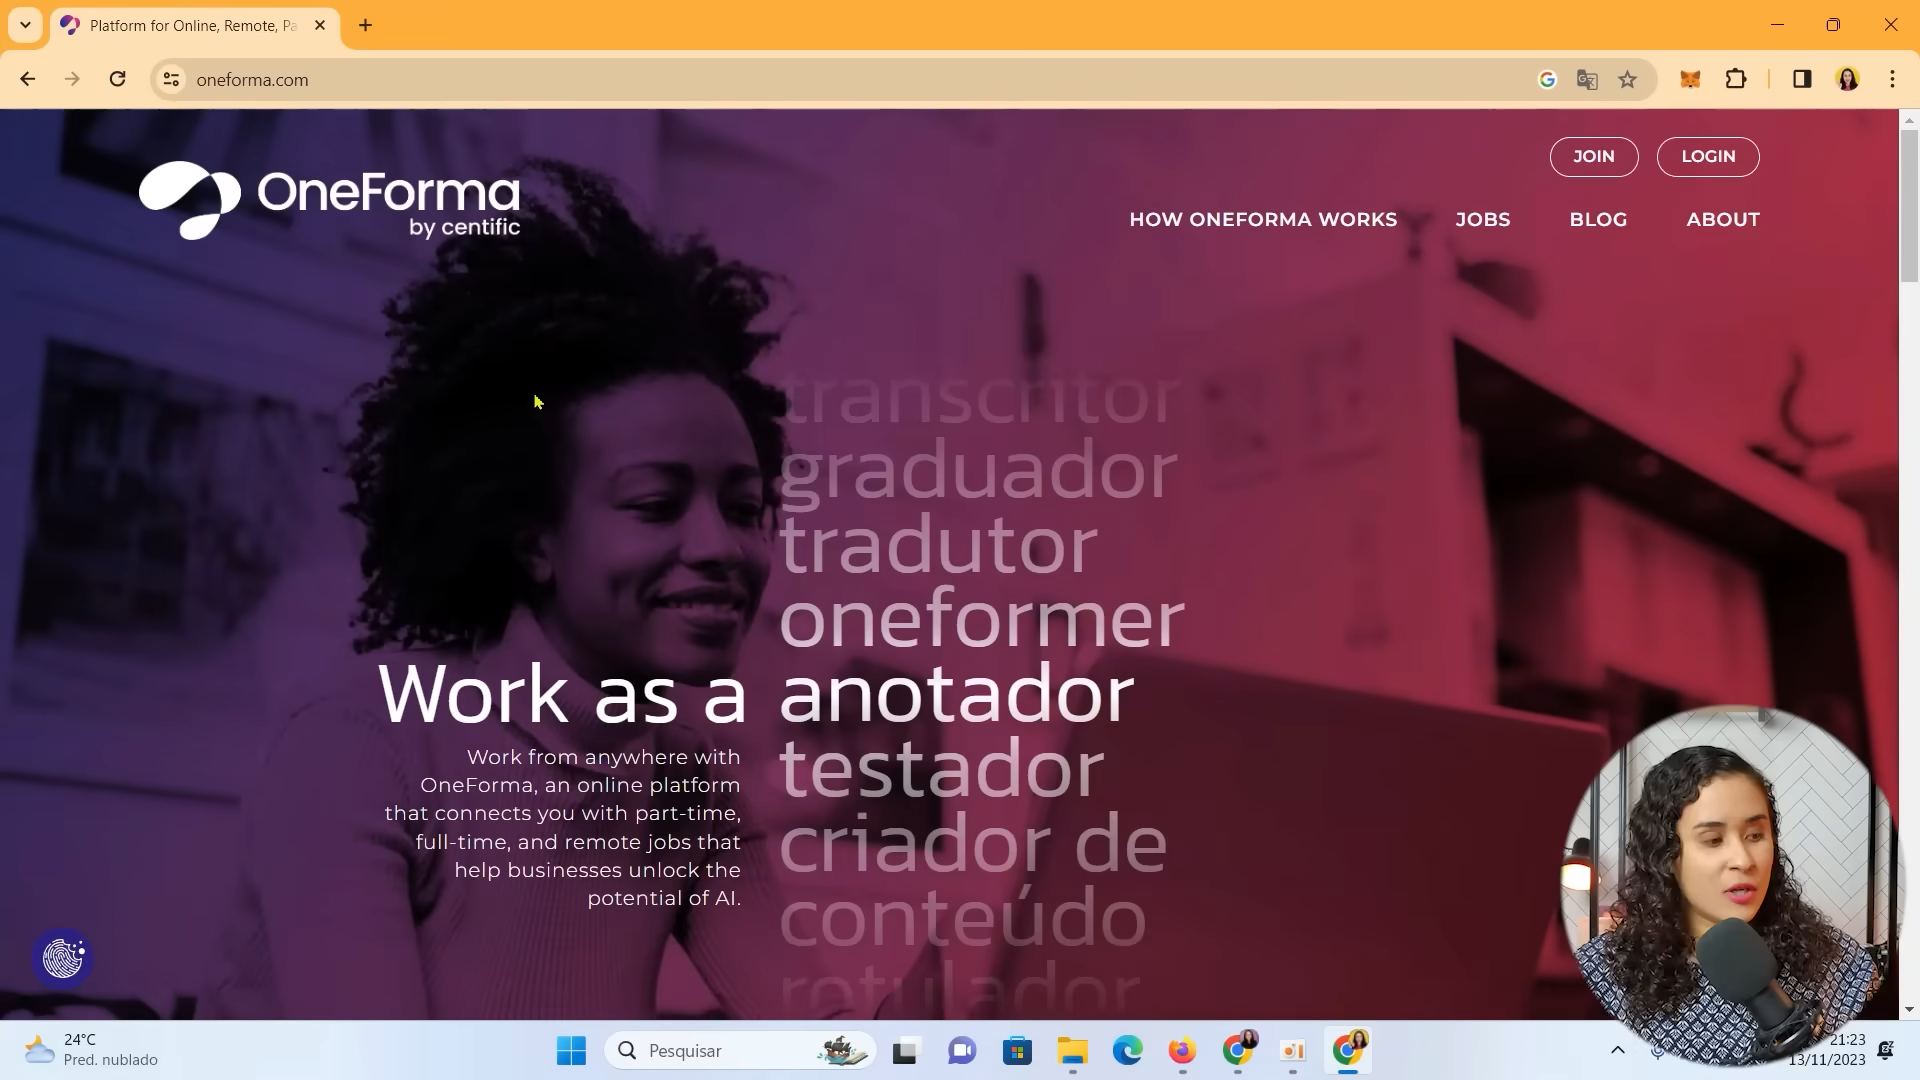 Platform for Online, Remote, Pa
oneforma.com
JOIN
LOGIN
OneForma
by centific
HOW ONEFORMA WORKS
JOBS
BLOG
ABOUT
transcritor
graduador
tradutor
oneformer
Work as a anotador
testador
criador de
conteúdo
rotulador
Work from anywhere with
OneForma, an online platform
that connects you with part-time,
full-time, and remote jobs that
help businesses unlock the
potential of AI.
24°C
Pred. nublado
Pesquisar
21:23
13/11/2023